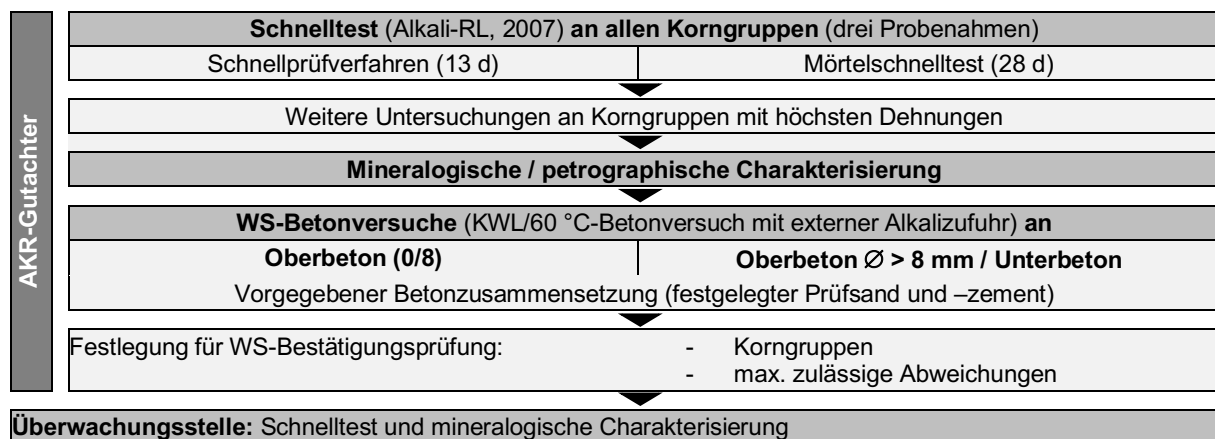 AKR-Gutachter
Schnelltest (Alkali-RL, 2007) an allen Korngruppen (drei Probenahmen)
Schnellprüfverfahren (13 d) Mörtelschnelltest (28 d)
Weitere Untersuchungen an Korngruppen mit höchsten Dehnungen
Mineralogische / petrographische Charakterisierung
WS-Betonversuche (KWL/60 °C-Betonversuch mit externer Alkalizufuhr) an
Oberbeton (0/8) Oberbeton ∅ > 8 mm / Unterbeton
Vorgegebener Betonzusammensetzung (festgelegter Prüfsand und –zement)
Festlegung für WS-Bestätigungsprüfung: - Korngruppen
- max. zulässige Abweichungen
Überwachungsstelle: Schnelltest und mineralogische Charakterisierung